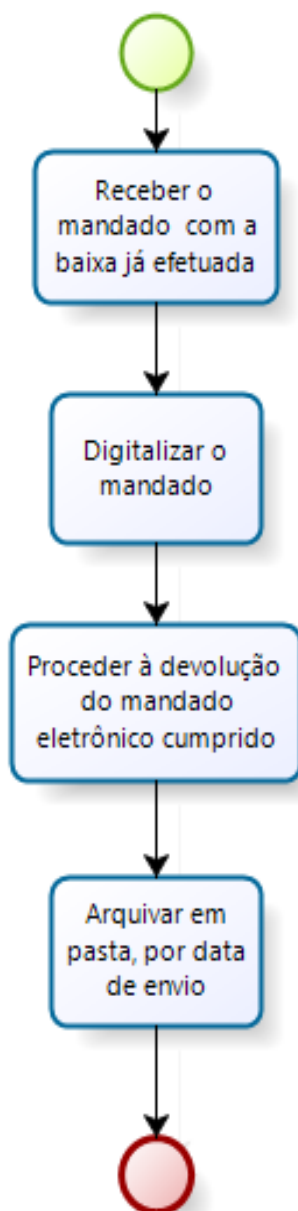 Receber o
mandado com a
baixa já efetuada
Digitalizar o
mandado
Proceder à devolução
do mandado
eletrônico cumprido
Arquivar em
pasta, por data
de envio